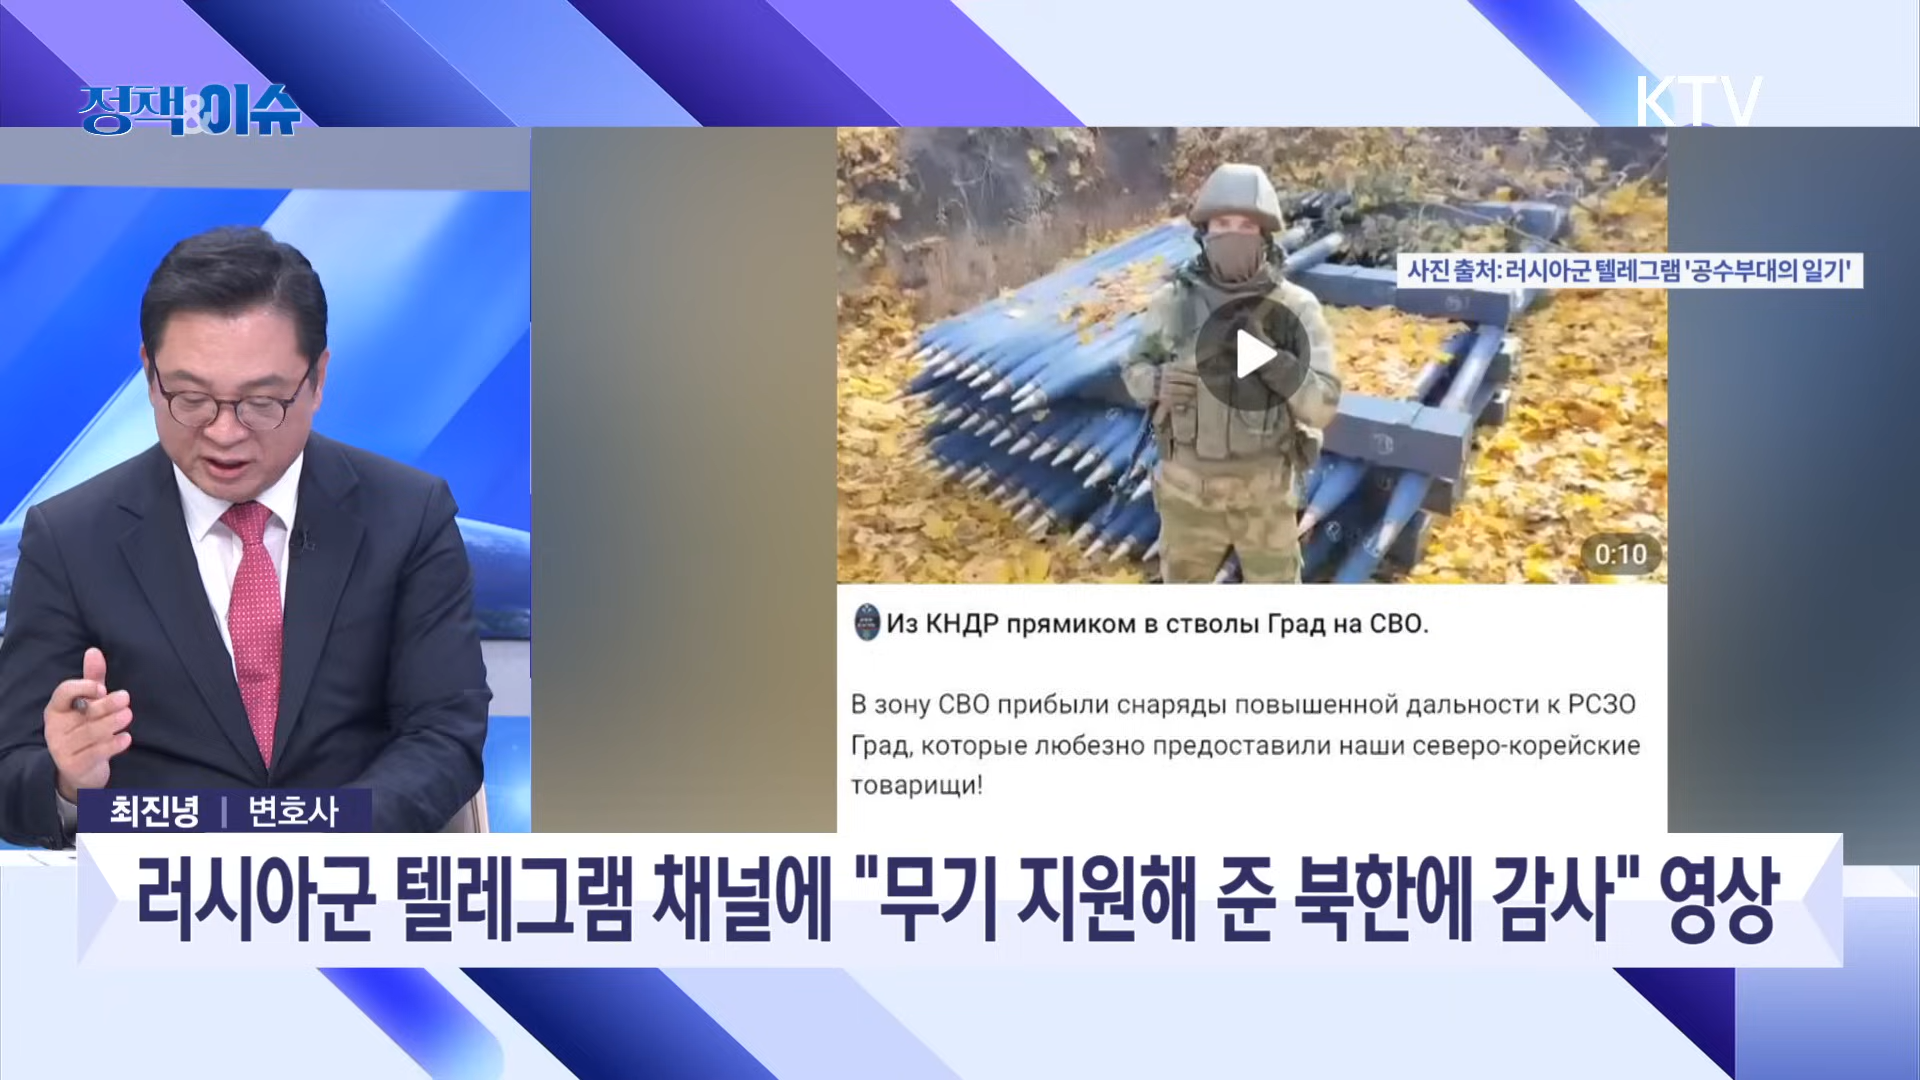 정책&이슈
KTV
사진 출처: 러시아군 텔레그램 '공수부대의 일기'
0:10
Из КНДР прямиком в стволы Град на СВО.
В зону СВО прибыли снаряды повышенной дальности к РСЗО
Град, которые любезно предоставили наши северо-корейские
товарищи!
최진녕 | 변호사
러시아군 텔레그램 채널에 "무기 지원해 준 북한에 감사" 영상